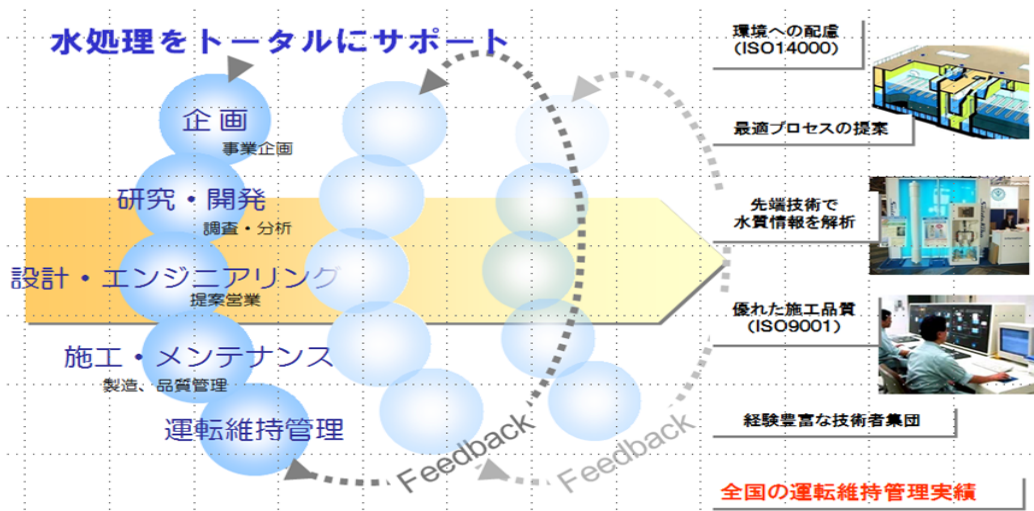 水処理をトータルにサポート
企 画
事業企画
研究・開発
調査・分析
設計・エンジニアリング
提案営業
施工・メンテナンス
製造、品質管理
運転維持管理
Feedback
Feedback
環境への配慮
(ISO14000)
最適プロセスの提案
先端技術で
水質情報を解析
優れた施工品質
(ISO9001)
経験豊富な技術者集団
全国の運転維持管理実績